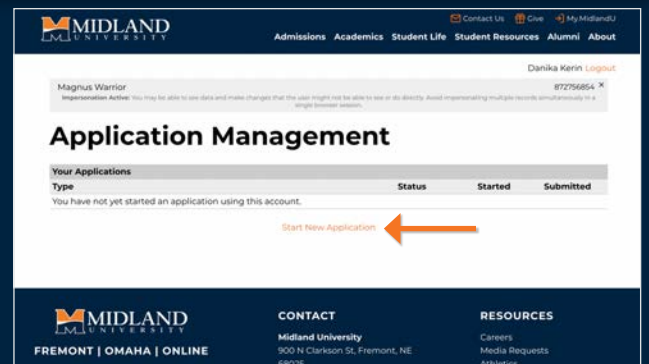 MIDLAND
UNIVERSITY
Contact Us Give My MidlandU
Admissions Academics Student Life Student Resources Alumni About
Danika Kerin Logout
Magnus Warrior 872756854 ×
Impersonation Active: You may be able to see data and make changes that the user might not be able to see or do directly. Avoid impersonating multiple records simultaneously in a
single browser session.
Application Management
Your Applications
Type Status Started Submitted
You have not yet started an application using this account.
Start New Application
MIDLAND
UNIVERSITY
FREMONT | OMAHA | ONLINE
CONTACT
Midland University
900 N Clarkson St, Fremont, NE
68025
RESOURCES
Careers
Media Requests
Athletics